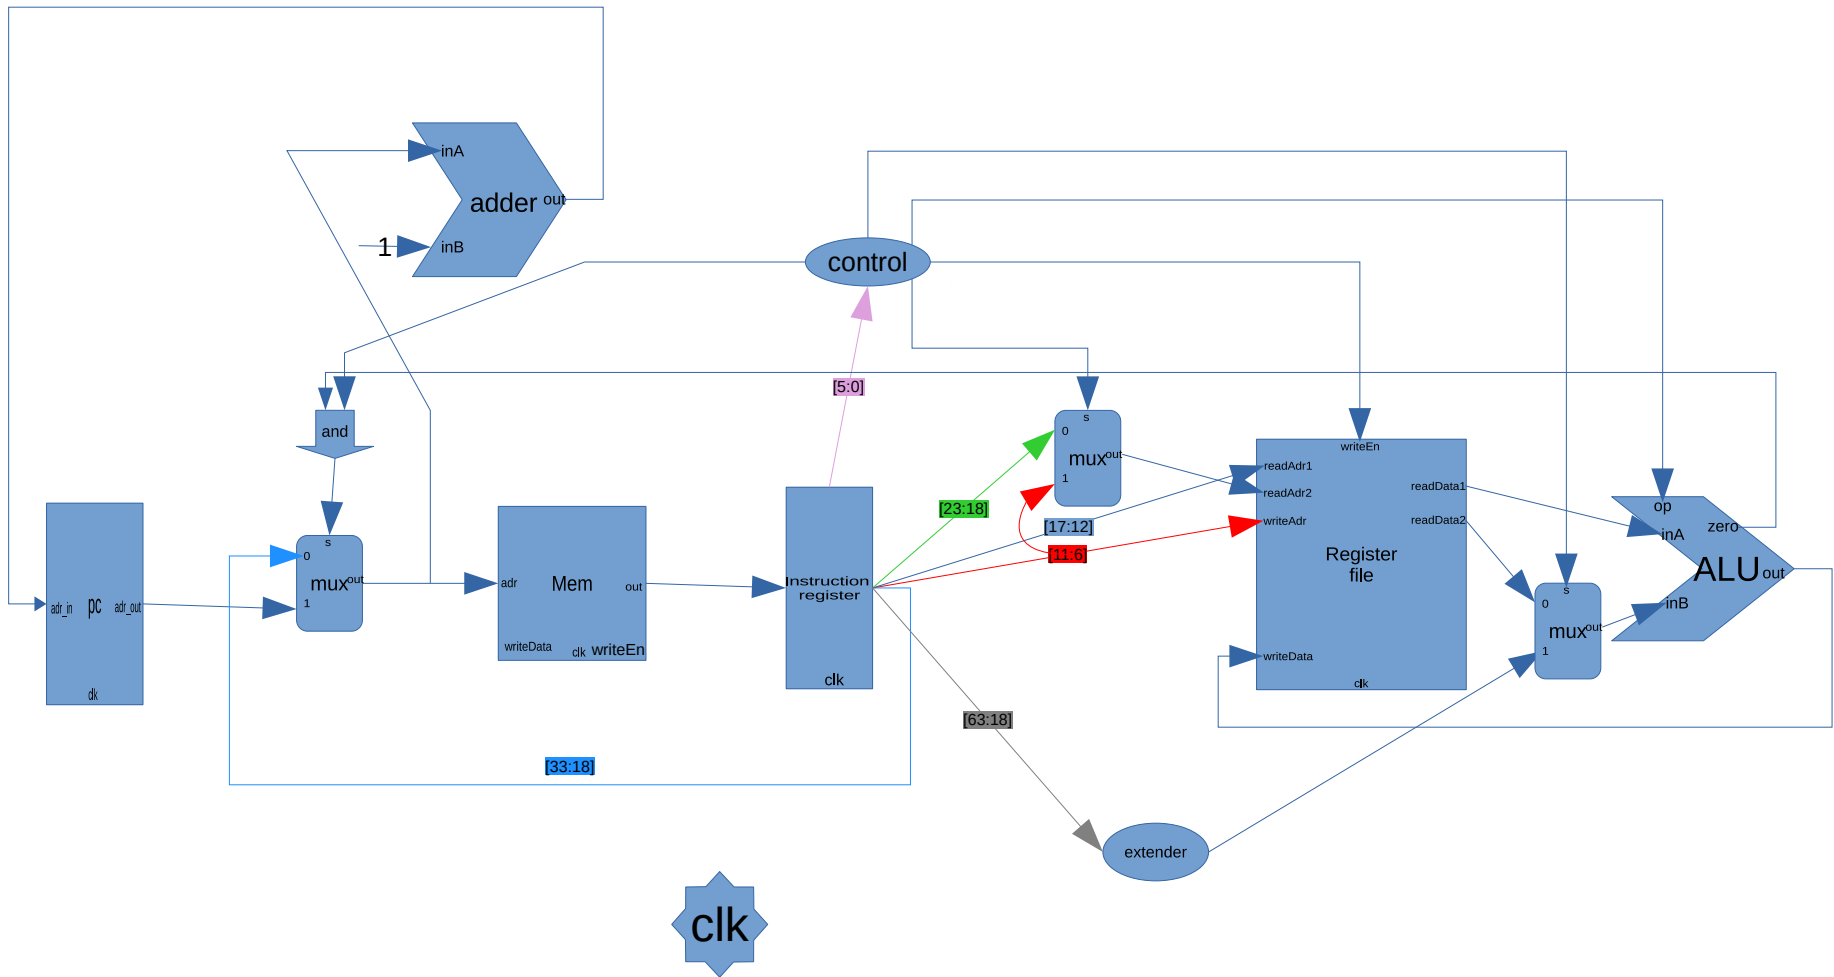 inA
adder
out
inB
1
control
[5:0]
and
s
0
mux
out
1
pc
adr_in
adr_out
clk
s
0
mux
out
1
adr
Mem
out
writeData
clk
writeEn
Instruction
register
clk
[23:18]
[17:12]
[11:6]
[63:18]
[33:18]
writeEn
readAdr1
readAdr2
writeAdr
readData1
readData2
Register
file
writeData
clk
s
0
mux
out
1
op
inA
zero
ALU
out
inB
extender
clk